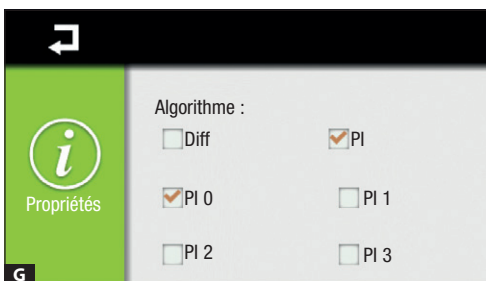 Algorithme :
Diff
PI
Propriétés
PI 0
PI 1
PI 2
PI 3
G